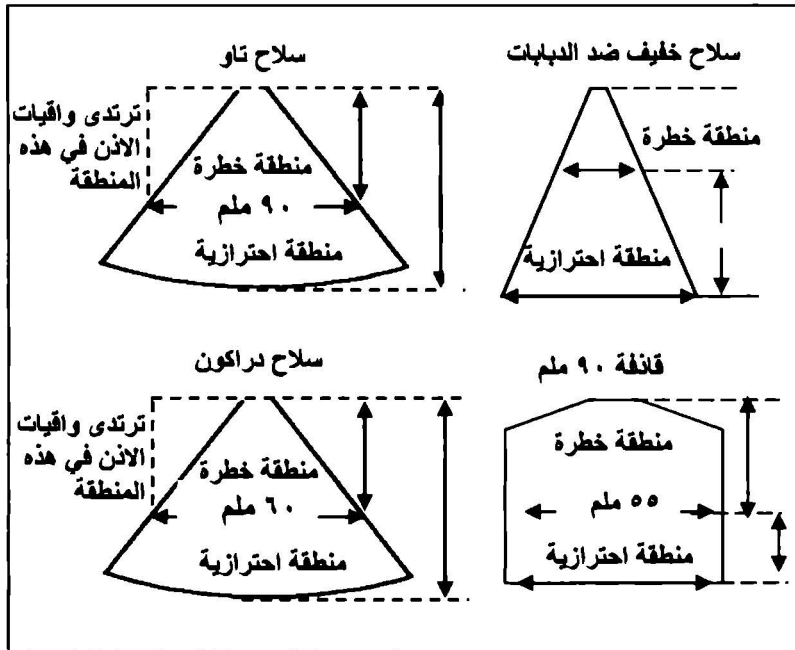 سلاح تاو
ترتدى واقيات
الاذن في هذه
المنطقة
منطقة خطرة
٩٠ ملم
منطقة احترازية
سلاح خفيف ضد الدبابات
منطقة خطرة
منطقة احترازية
سلاح دراكون
ترتدى واقيات
الاذن في هذه
المنطقة
منطقة خطرة
٦٠ ملم
منطقة احترازية
قاذفة ٩٠ ملم
منطقة خطرة
٥٥ ملم
منطقة احترازية